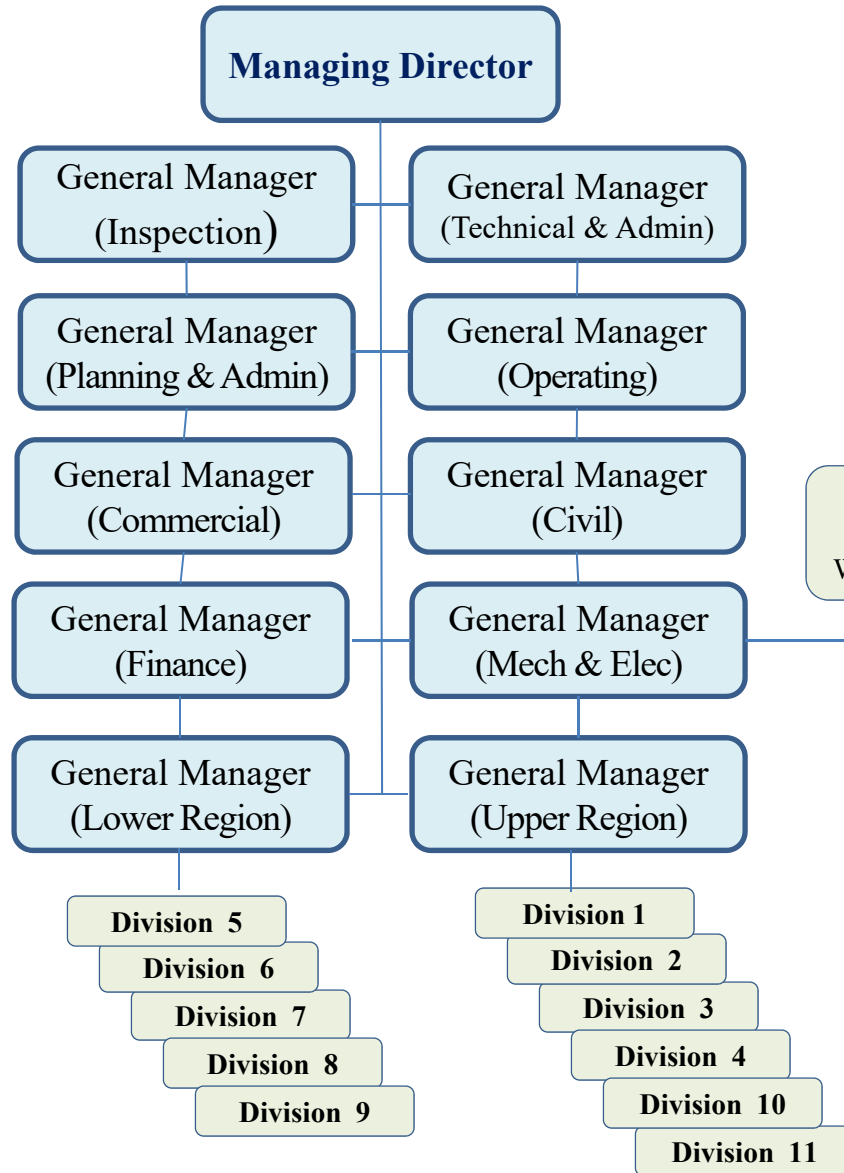 Managing Director
General Manager
(Inspection)
General Manager
(Technical & Admin)
General Manager
(Planning & Admin)
General Manager
(Operating)
General Manager
(Commercial)
General Manager
(Civil)
General Manager
(Finance)
General Manager
(Mech & Elec)
General Manager
(Lower Region)
General Manager
(Upper Region)
Division 5
Division 6
Division 7
Division 8
Division 9
Division 1
Division 2
Division 3
Division 4
Division 10
Division 11